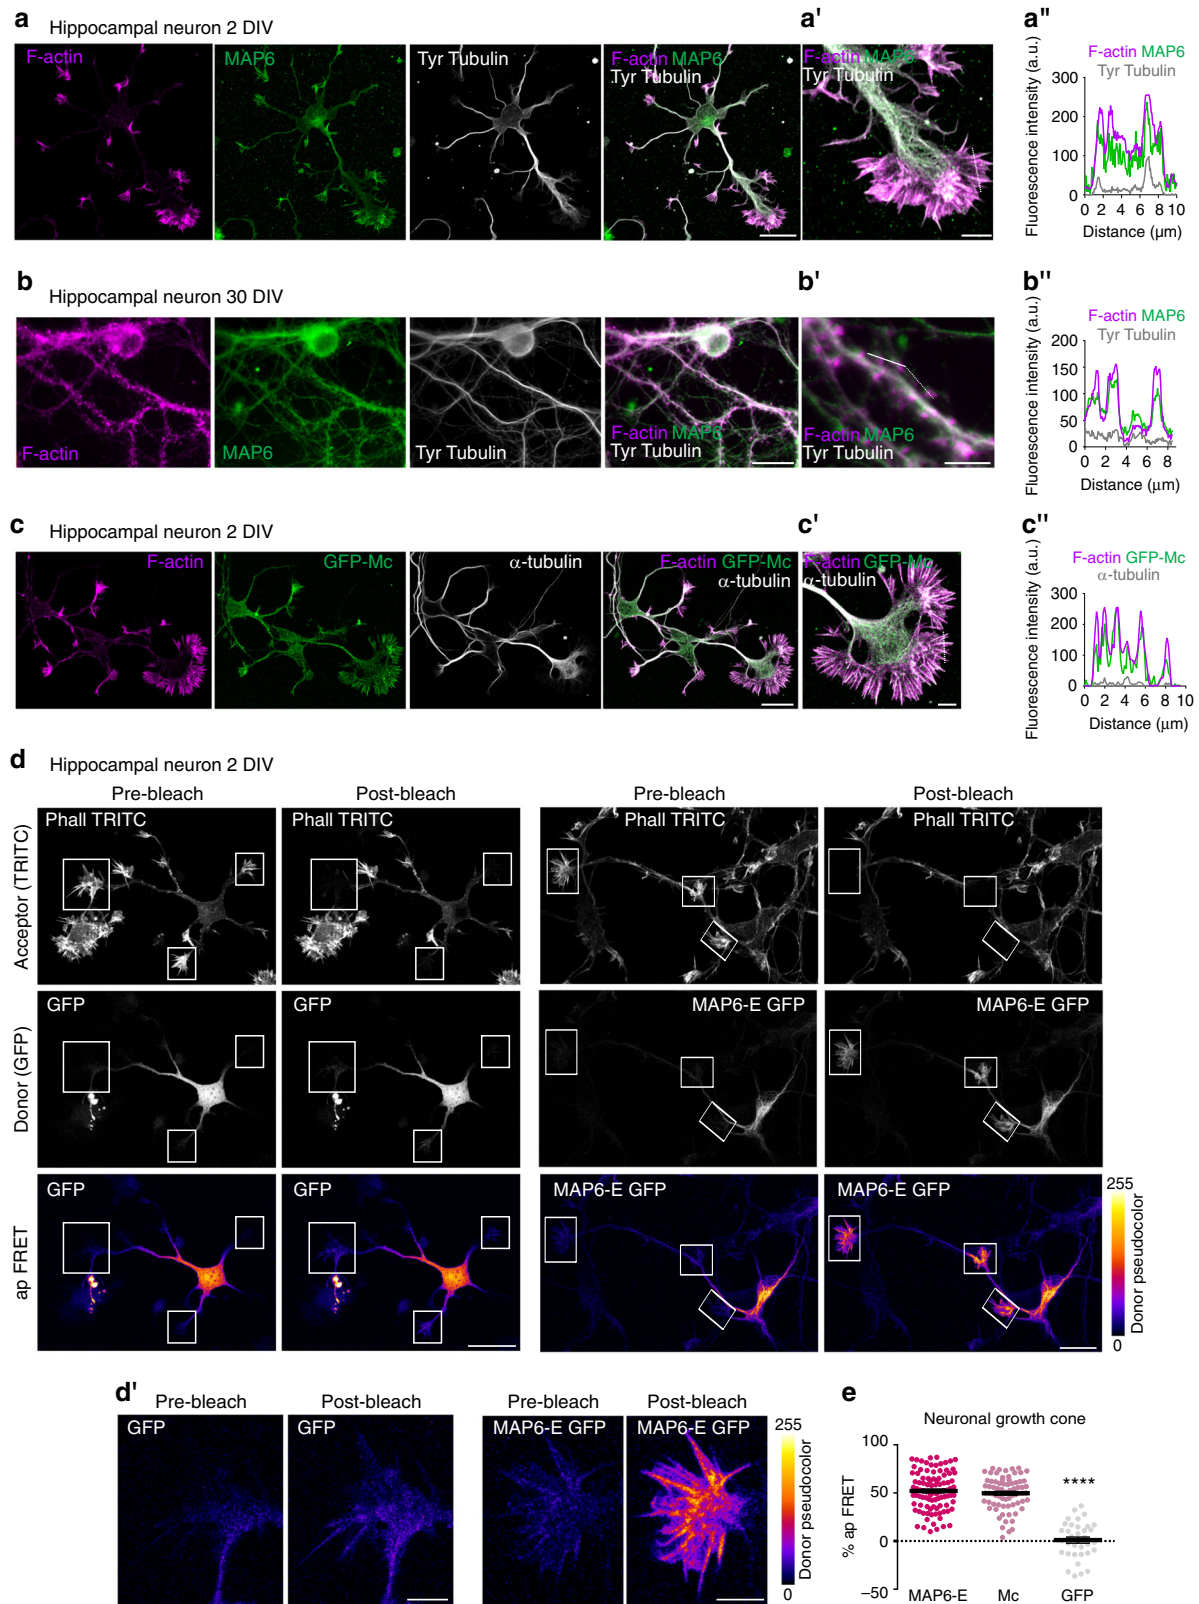 a
Hippocampal neuron 2 DIV
F-actin
MAP6
Tyr Tubulin
F-actin MAP6
Tyr Tubulin
a'
F-actin MAP6
Tyr Tubulin
a"
F-actin MAP6
Tyr Tubulin
Fluorescence intensity (a.u.)
300
200
100
0
0 2 4 6 8 10
Distance (μm)
b
Hippocampal neuron 30 DIV
F-actin
MAP6
Tyr Tubulin
F-actin MAP6
Tyr Tubulin
b'
F-actin
MAP6
Tyr Tubulin
b"
F-actin MAP6
Tyr Tubulin
Fluorescence intensity (a.u.)
200
150
100
50
0
0 2 4 6 8
Distance (μm)
c
Hippocampal neuron 2 DIV
F-actin
GFP-Mc
α-tubulin
F-actin GFP-Mc
α-tubulin
c'
F-actin GFP-Mc
α-tubulin
c"
F-actin GFP-Mc
α-tubulin
Fluorescence intensity (a.u.)
300
200
100
0
0 2 4 6 8 10
Distance (μm)
d
Hippocampal neuron 2 DIV
Pre-bleach
Post-bleach
Pre-bleach
Post-bleach
Acceptor (TRITC)
Phall TRITC
Phall TRITC
Phall TRITC
Phall TRITC
Donor (GFP)
GFP
GFP
MAP6-E GFP
MAP6-E GFP
ap FRET
GFP
GFP
MAP6-E GFP
MAP6-E GFP
255
Donor pseudocolor
0
d'
Pre-bleach
Post-bleach
Pre-bleach
Post-bleach
GFP
GFP
MAP6-E GFP
MAP6-E GFP
255
Donor pseudocolor
0
e
Neuronal growth cone
% ap FRET
100
50
0
–50
****
MAP6-E
Mc
GFP